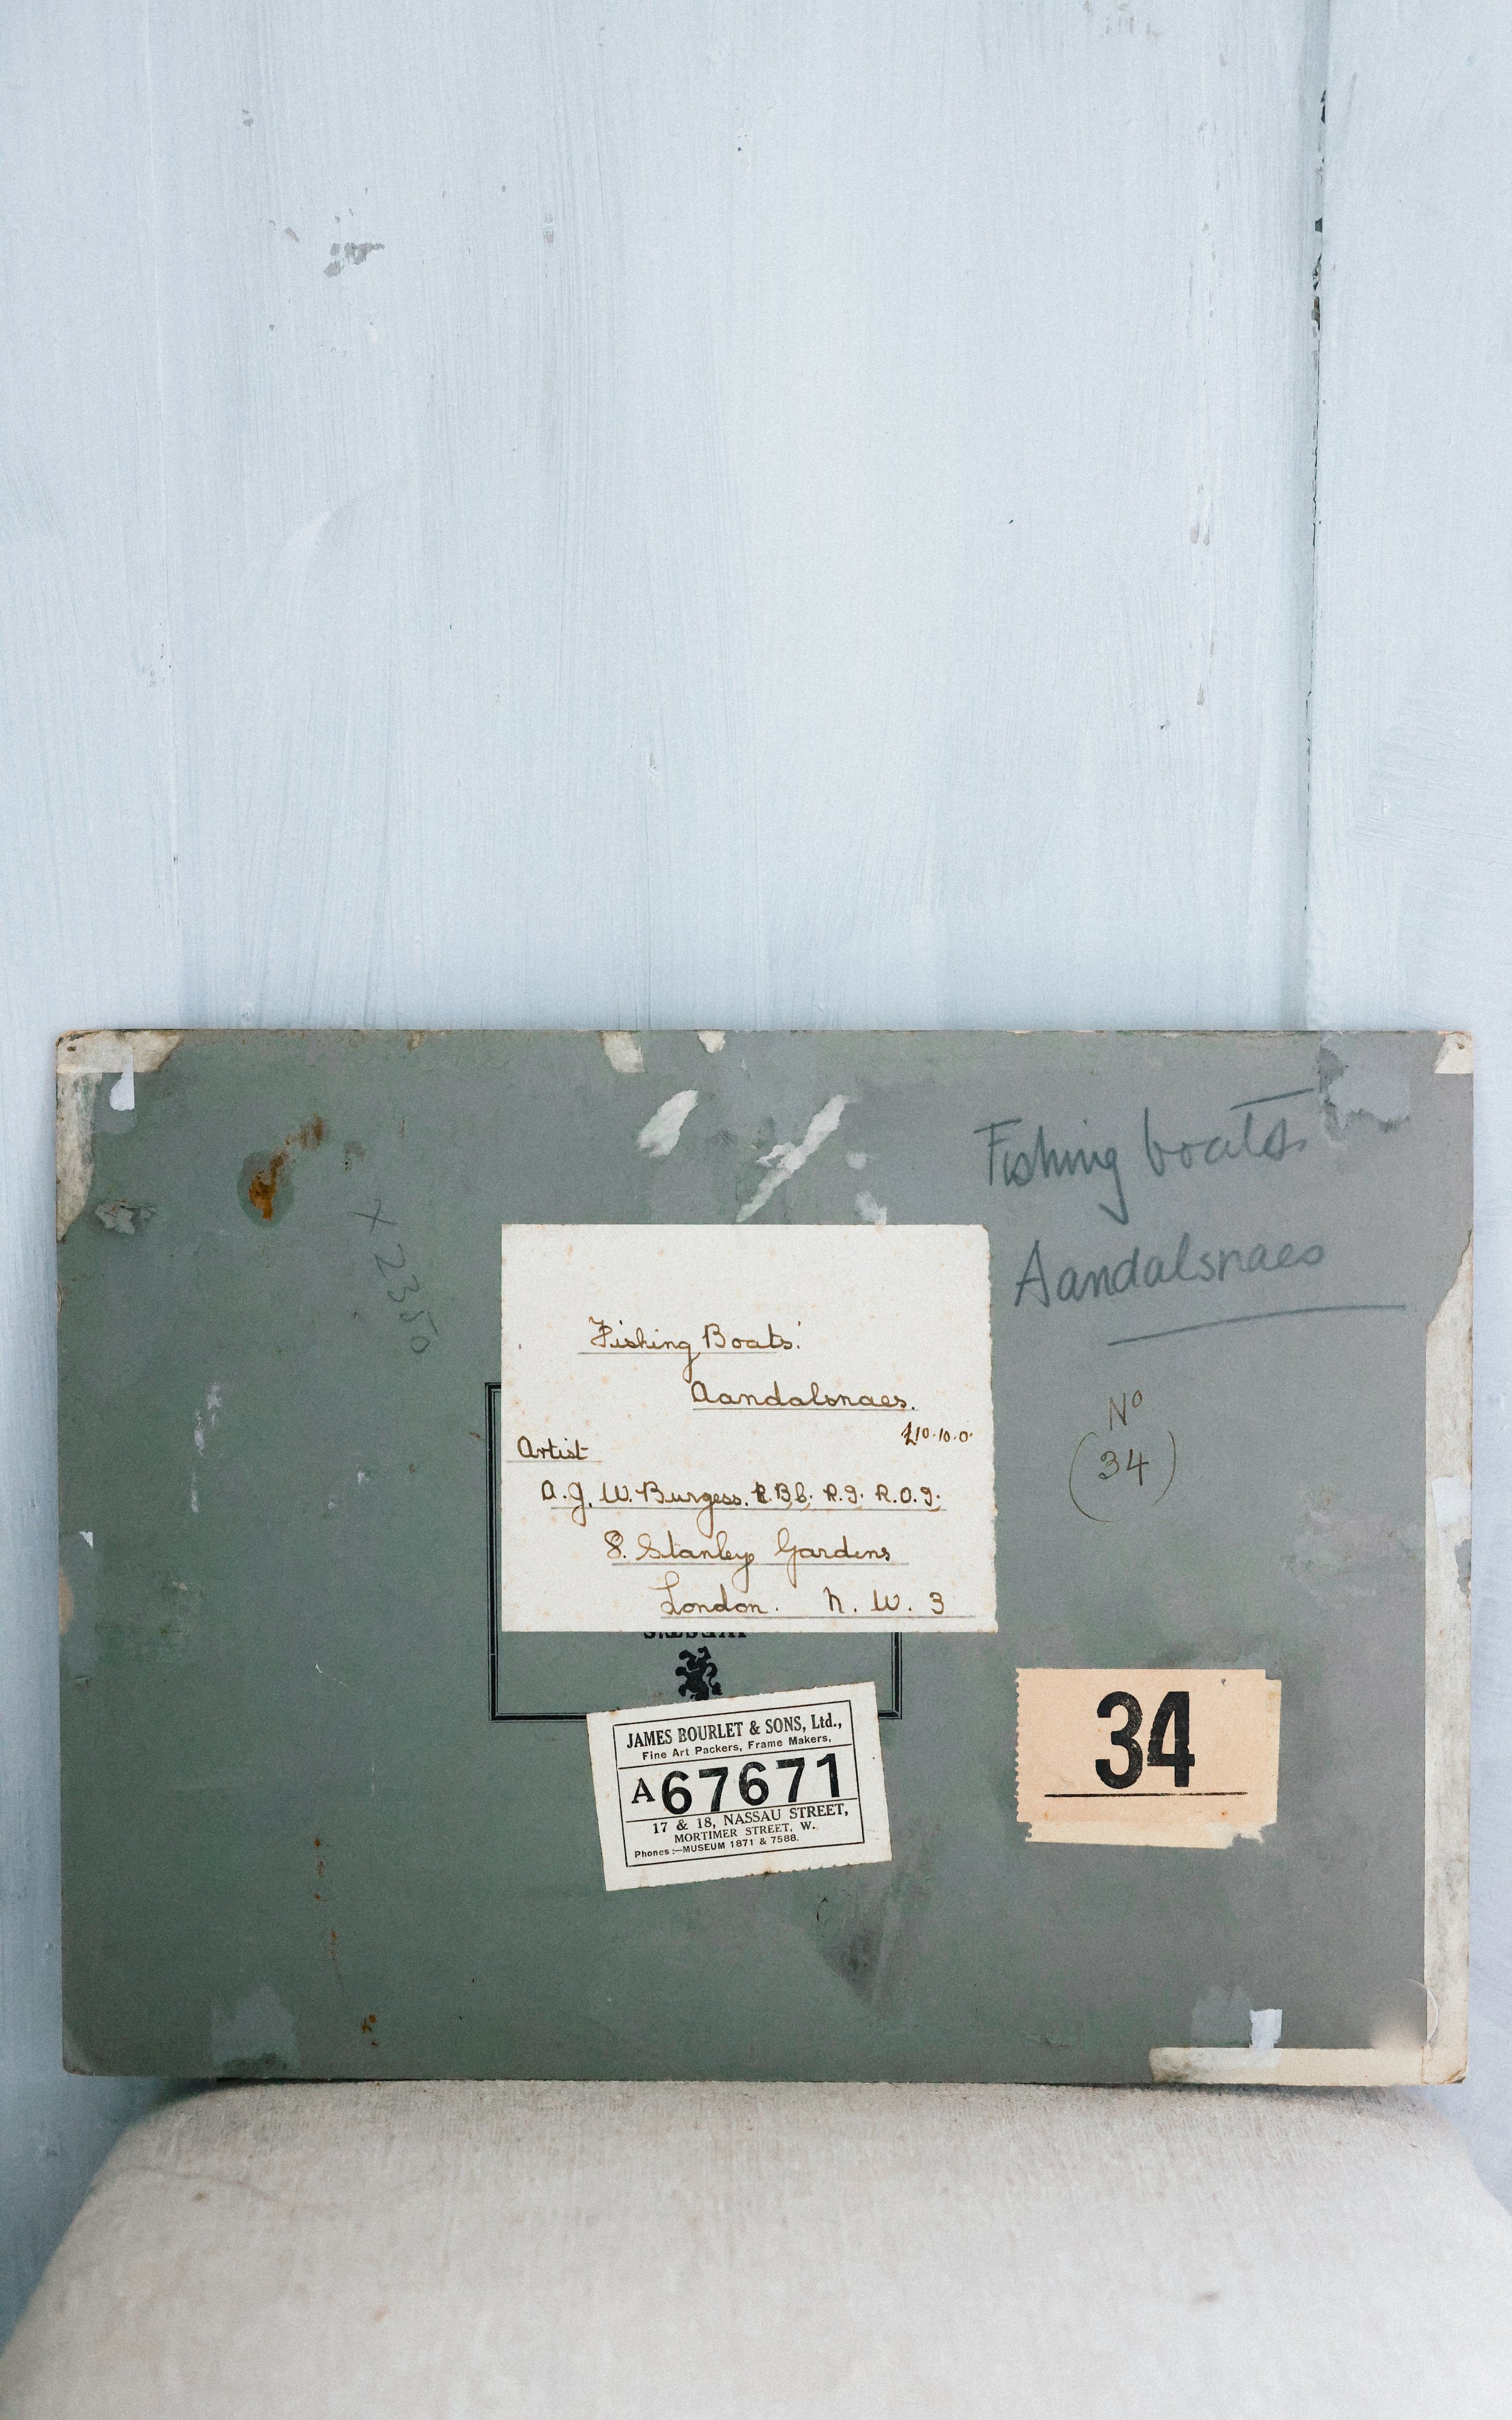 Fishing boats
Aandalsnaes
x 2350
Fishing Boats.'
Aandalsnaes.
£10.10.0.
Artist
A.J.W. Burgess. R.B.C. R.I. R.O.I.
8. Stanley Gardens
London. N. W. 3
Nº
(34)
JAMES BOURLET & SONS, Ltd.,
Fine Art Packers, Frame Makers,
A67671
17 & 18, NASSAU STREET,
MORTIMER STREET, W.
Phones:—MUSEUM 1871 & 7588.
34